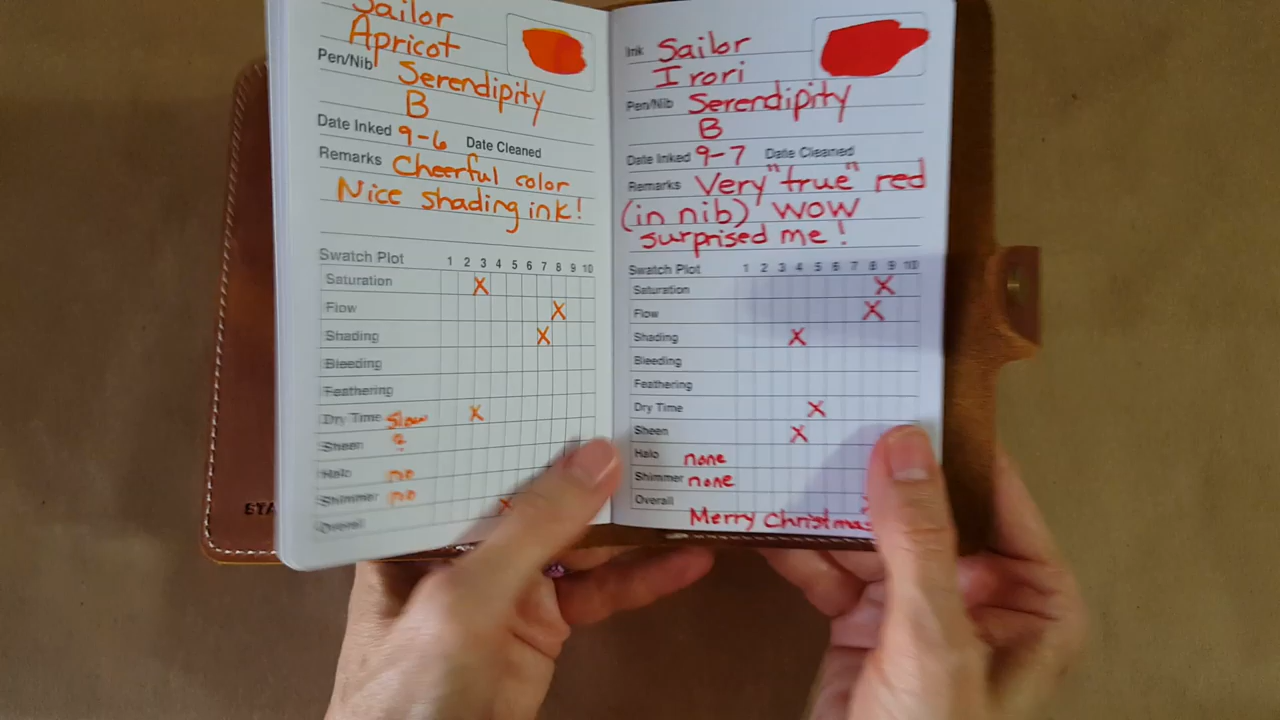 Sailor
Apricot
Pen/Nib Serendipity
B
Date Inked 9-6 Date Cleaned
Remarks Cheerful color
Nice shading ink!
Swatch Plot 1 2 3 4 5 6 7 8 9 10
Saturation X
Flow X
Shading X
Bleeding
Feathering
Dry Time Slow X
Sheen ?
Halo no
Shimmer no X
Overall
Ink Sailor
Irori
Pen/Nib Serendipity
B
Date Inked 9-7 Date Cleaned
Remarks Very "true" red
(in nib) WOW
surprised me!
Swatch Plot 1 2 3 4 5 6 7 8 9 10
Saturation X
Flow X
Shading X
Bleeding
Feathering
Dry Time X
Sheen X
Halo none
Shimmer none
Overall
Merry Christmas